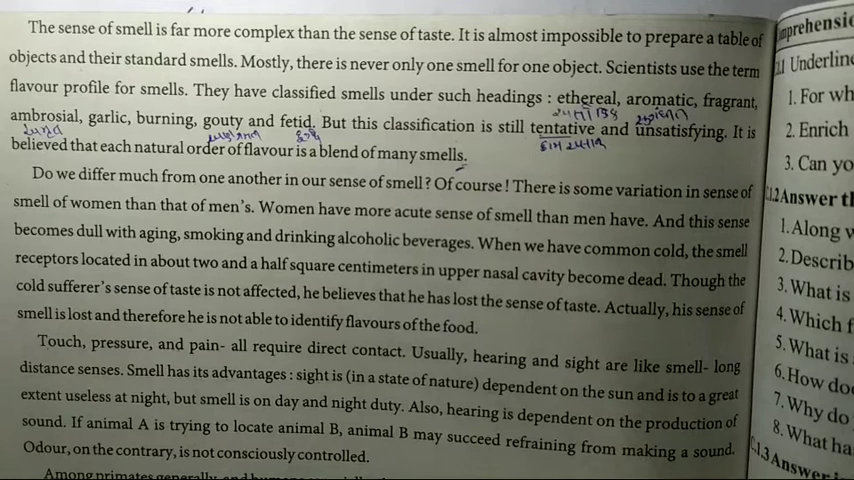 The sense of smell is far more complex than the sense of taste. It is almost impossible to prepare a table of
objects and their standard smells. Mostly, there is never only one smell for one object. Scientists use the term
flavour profile for smells. They have classified smells under such headings : ethereal, aromatic, fragrant,
ambrosial, garlic, burning, gouty and fetid. But this classification is still tentative and unsatisfying. It is
believed that each natural order of flavour is a blend of many smells.
Do we differ much from one another in our sense of smell? Of course! There is some variation in sense of
smell of women than that of men's. Women have more acute sense of smell than men have. And this sense
becomes dull with aging, smoking and drinking alcoholic beverages. When we have common cold, the smell
receptors located in about two and a half square centimeters in upper nasal cavity become dead. Though the
cold sufferer's sense of taste is not affected, he believes that he has lost the sense of taste. Actually, his sense of
smell is lost and therefore he is not able to identify flavours of the food.
Touch, pressure, and pain- all require direct contact. Usually, hearing and sight are like smell- long
distance senses. Smell has its advantages : sight is (in a state of nature) dependent on the sun and is to a great
extent useless at night, but smell is on day and night duty. Also, hearing is dependent on the production of
sound. If animal A is trying to locate animal B, animal B may succeed refraining from making a sound.
Odour, on the contrary, is not consciously controlled.
Among primates generally, and
Underline
1. For wh
2. Enrich
3. Can yo
C.1.2 Answer th
1. Along w
2. Describ
3. What is
4. Which f
5. What is
6. How doe
7. Why do
8. What ha
C.1.3 Answer